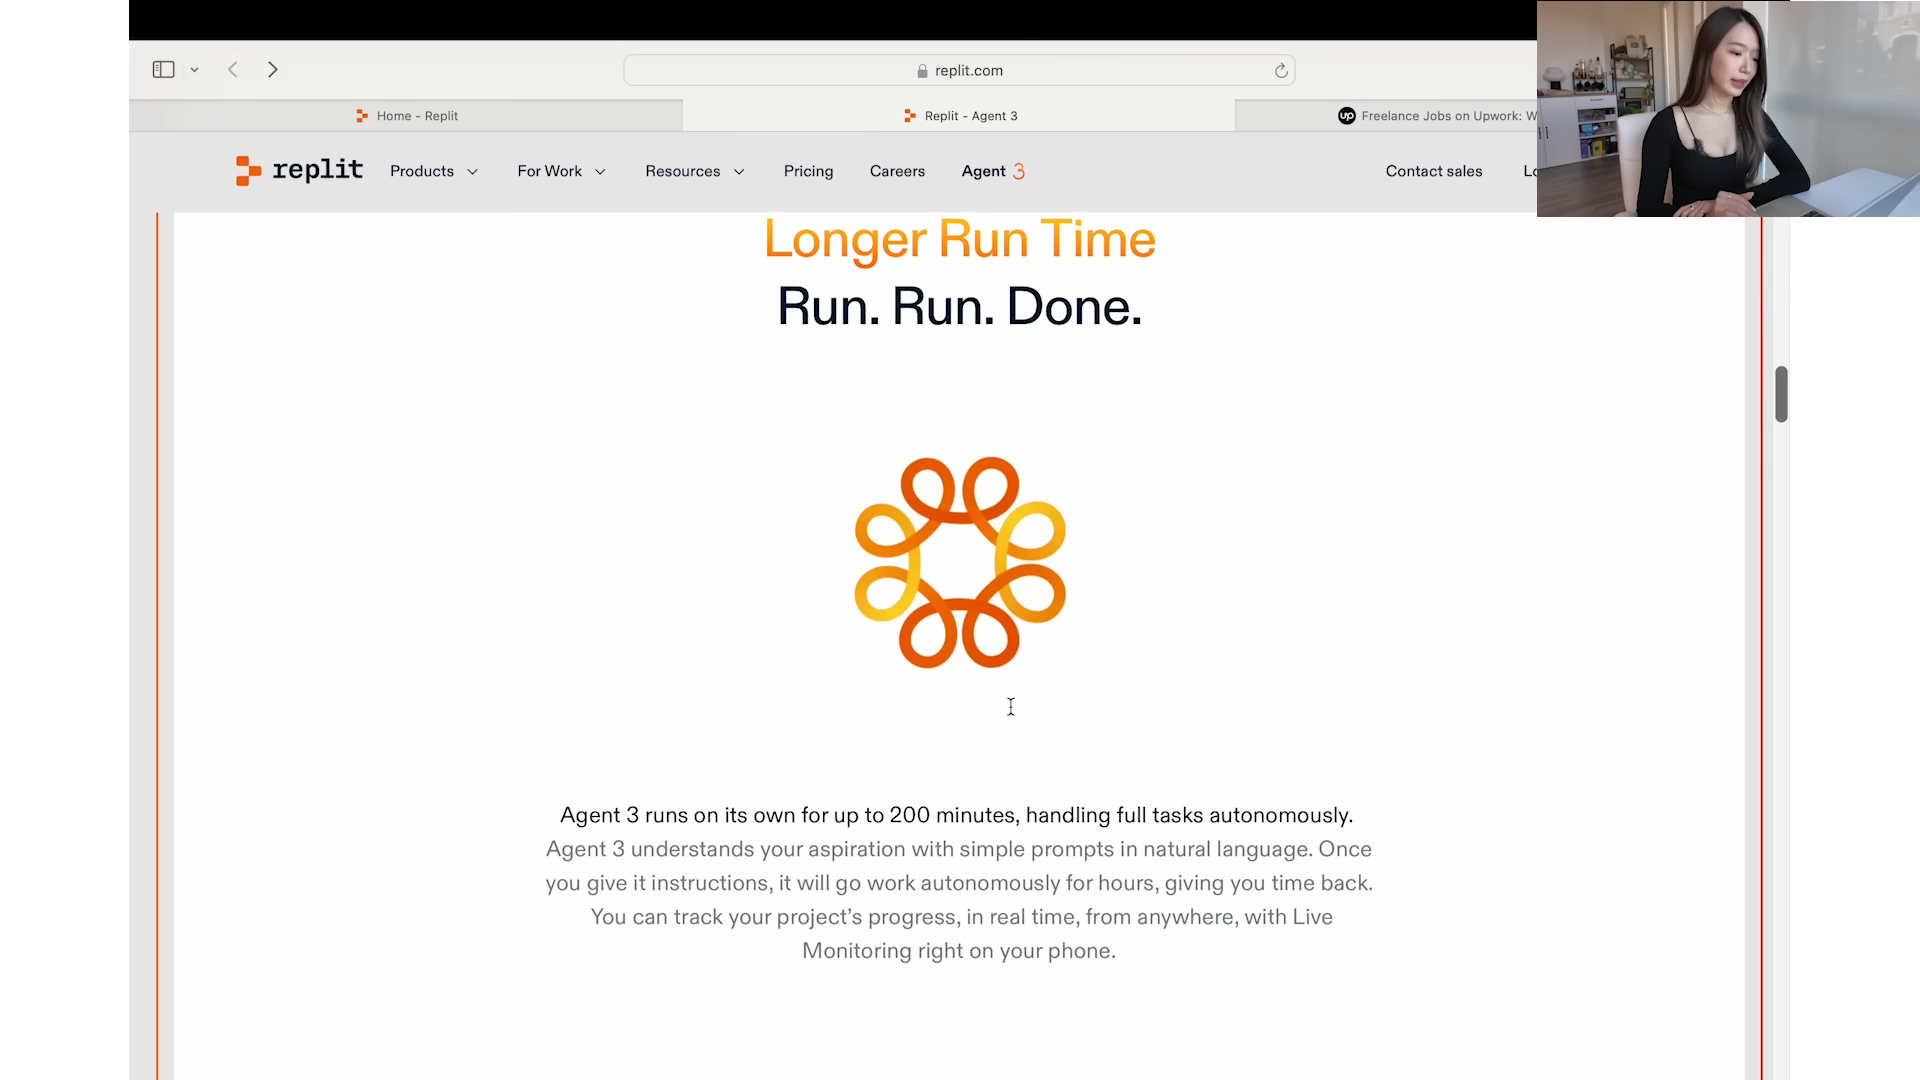 replit.com
Home - Replit
Replit - Agent 3
up Freelance Jobs on Upwork: W
replit
Products
For Work
Resources
Pricing
Careers
Agent 3
Contact sales
Lo
Longer Run Time
Run. Run. Done.
Agent 3 runs on its own for up to 200 minutes, handling full tasks autonomously.
Agent 3 understands your aspiration with simple prompts in natural language. Once
you give it instructions, it will go work autonomously for hours, giving you time back.
You can track your project’s progress, in real time, from anywhere, with Live
Monitoring right on your phone.